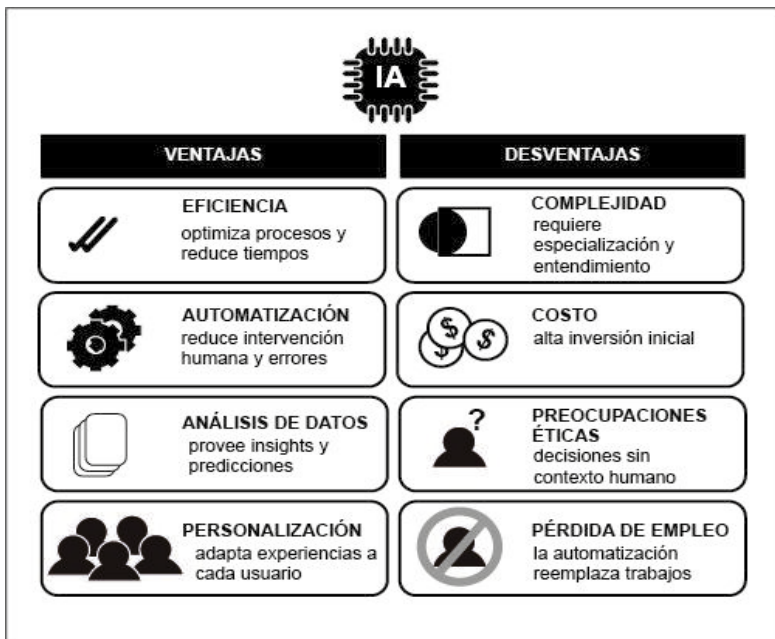 IA
VENTAJAS
DESVENTAJAS
EFICIENCIA
optimiza procesos y
reduce tiempos
COMPLEJIDAD
requiere
especialización y
entendimiento
AUTOMATIZACIÓN
reduce intervención
humana y errores
$
$
$
COSTO
alta inversión inicial
ANÁLISIS DE DATOS
provee insights y
predicciones
?
PREOCUPACIONES
ÉTICAS
decisiones sin
contexto humano
PERSONALIZACIÓN
adapta experiencias a
cada usuario
PÉRDIDA DE EMPLEO
la automatización
reemplaza trabajos